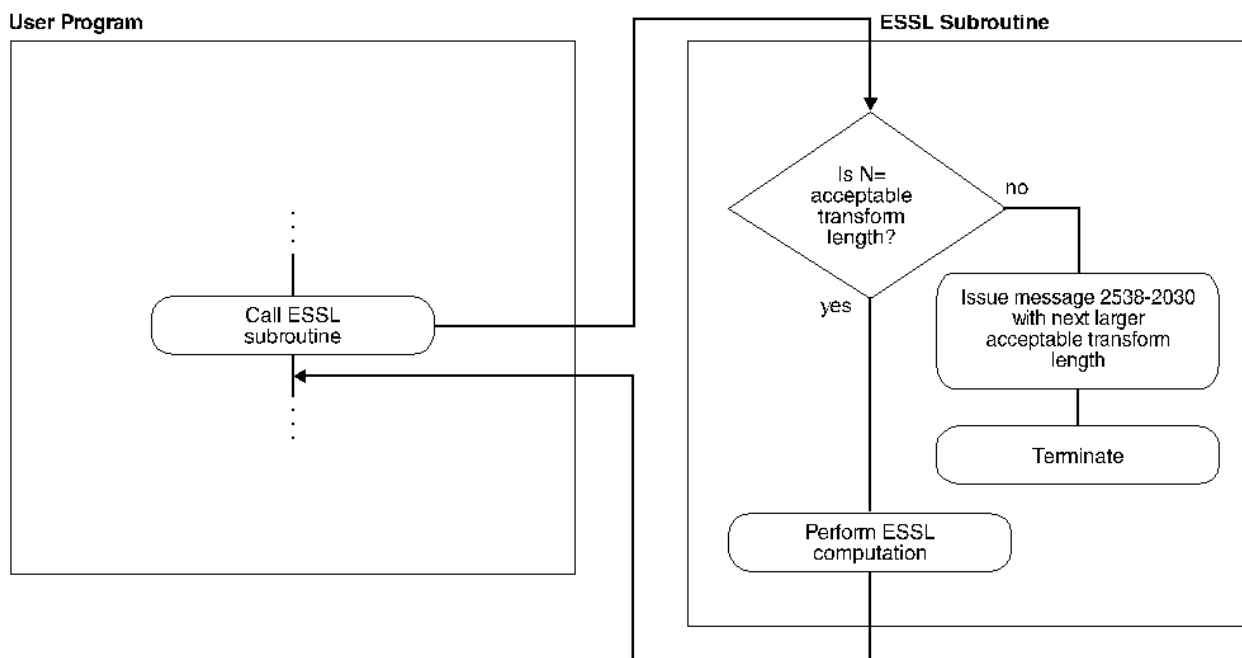 User Program
ESSL Subroutine
Is N=
acceptable
transform
length?
no
yes
Issue message 2538-2030
with next larger
acceptable transform
length
Call ESSL
subroutine
Terminate
Perform ESSL
computation